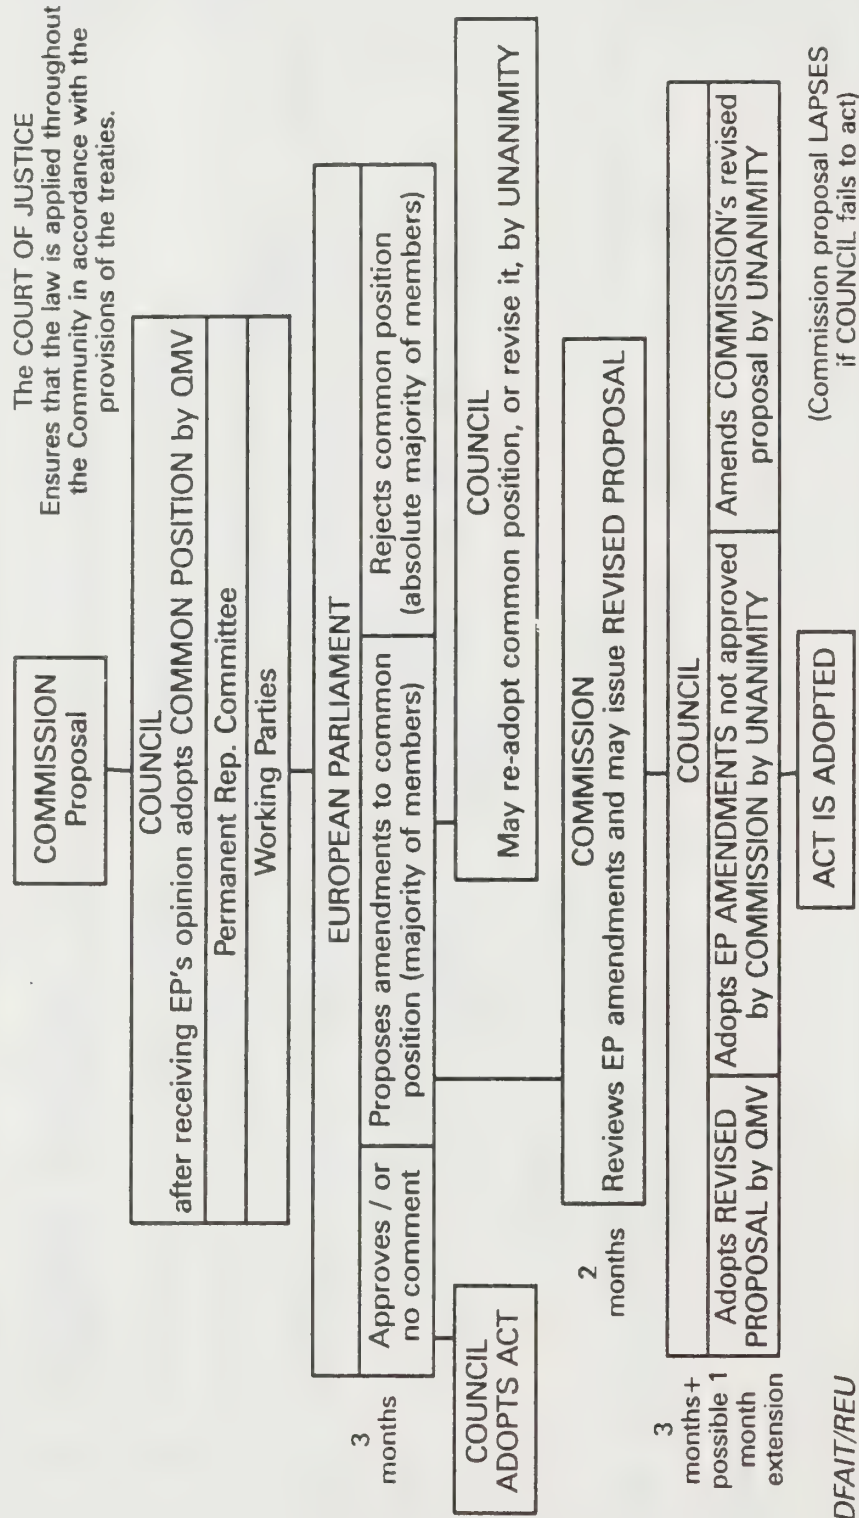 The COURT OF JUSTICE
Ensures that the law is applied throughout
the Community in accordance with the
provisions of the treaties.
COMMISSION
Proposal
COUNCIL
after receiving EP's opinion adopts COMMON POSITION by QMV
Permanent Rep. Committee
Working Parties
EUROPEAN PARLIAMENT
3
months
Approves / or
no comment
Proposes amendments to common
position (majority of members)
Rejects common position
(absolute majority of members)
COUNCIL
ADOPTS ACT
COUNCIL
May re-adopt common position, or revise it, by UNANIMITY
2
months
COMMISSION
Reviews EP amendments and may issue REVISED PROPOSAL
3
months+
possible 1
month
extension
COUNCIL
Adopts REVISED
PROPOSAL by QMV
Adopts EP AMENDMENTS not approved
by COMMISSION by UNANIMITY
Amends COMMISSION's revised
proposal by UNANIMITY
ACT IS ADOPTED
(Commission proposal LAPSES
if COUNCIL fails to act)
DFAIT/REU